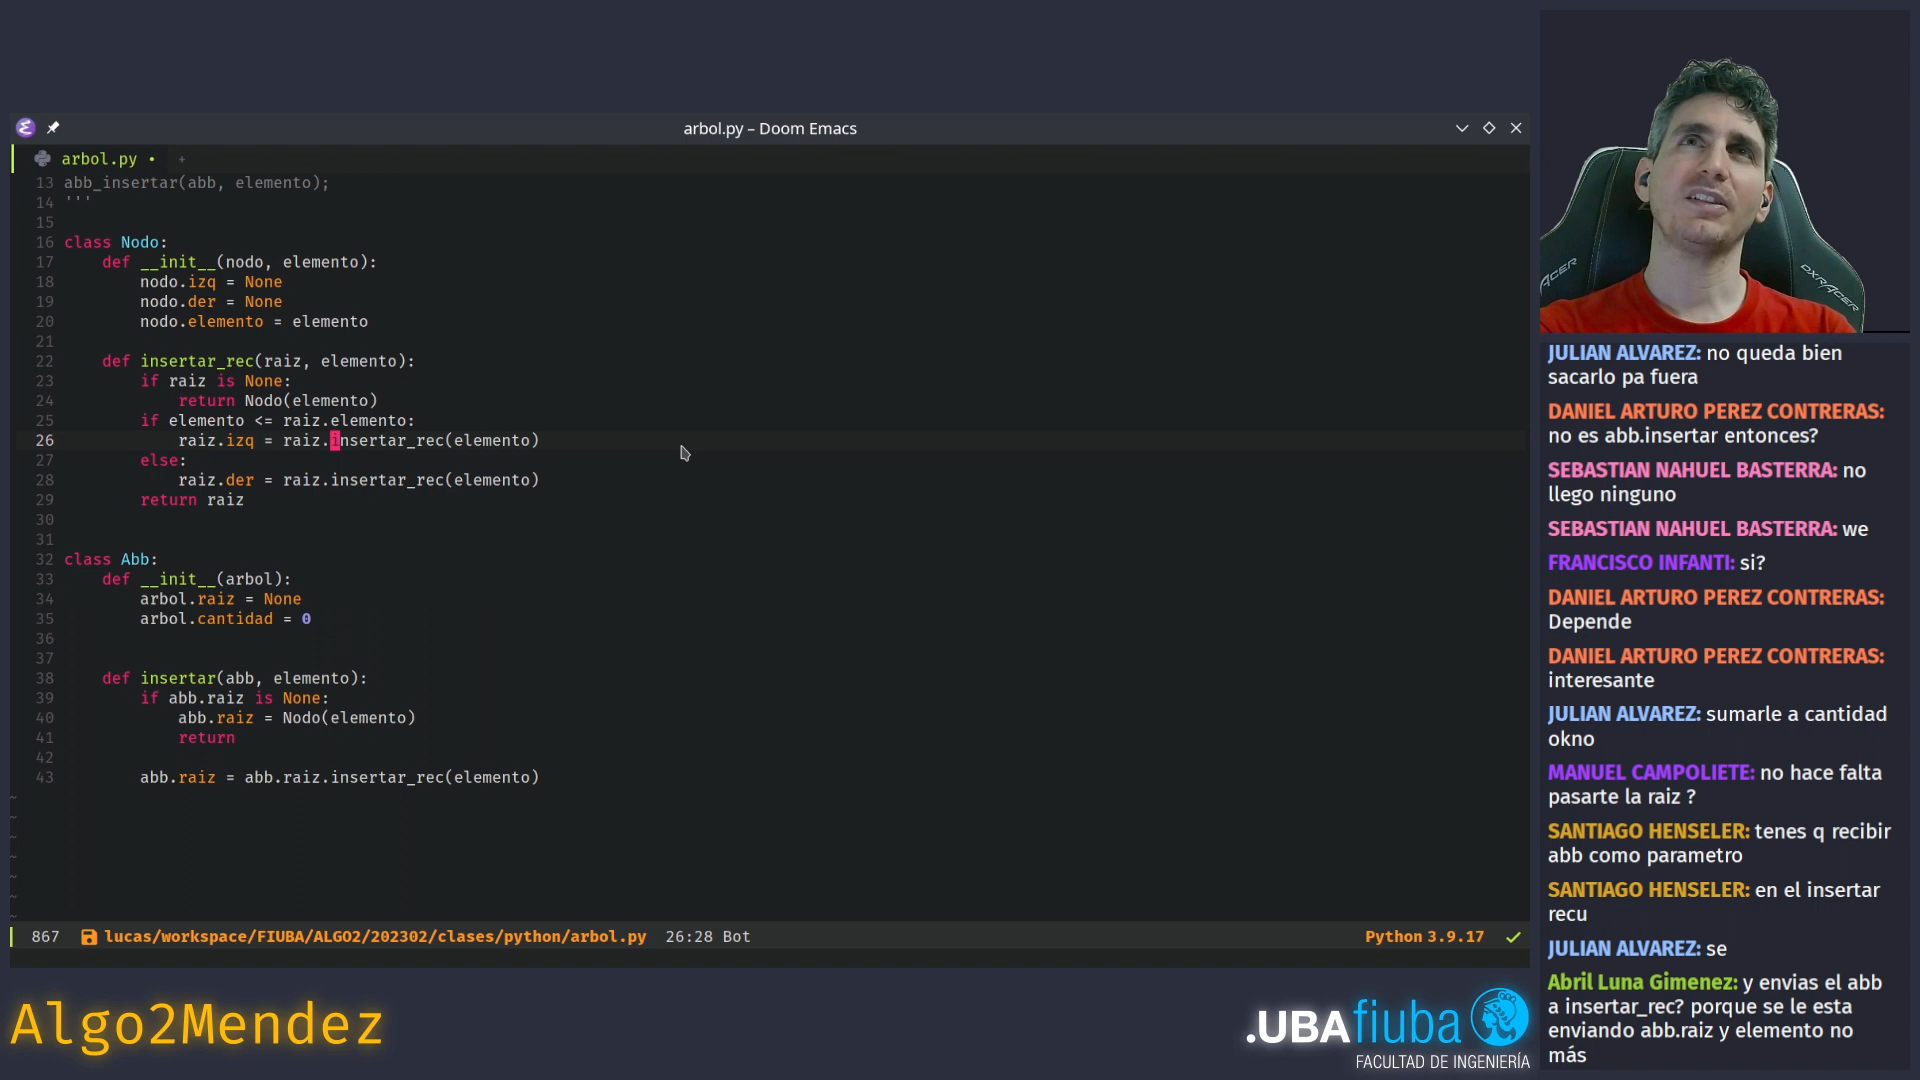 arbol.py – Doom Emacs
arbol.py • +
13 abb_insertar(abb, elemento);
14 '''
15
16 class Nodo:
17 def __init__(nodo, elemento):
18 nodo.izq = None
19 nodo.der = None
20 nodo.elemento = elemento
21
22 def insertar_rec(raiz, elemento):
23 if raiz is None:
24 return Nodo(elemento)
25 if elemento <= raiz.elemento:
26 raiz.izq = raiz.insertar_rec(elemento)
27 else:
28 raiz.der = raiz.insertar_rec(elemento)
29 return raiz
30
31
32 class Abb:
33 def __init__(arbol):
34 arbol.raiz = None
35 arbol.cantidad = 0
36
37
38 def insertar(abb, elemento):
39 if abb.raiz is None:
40 abb.raiz = Nodo(elemento)
41 return
42
43 abb.raiz = abb.raiz.insertar_rec(elemento)
~
~
~
~
~
~
~
867 lucas/workspace/FIUBA/ALGO2/202302/clases/python/arbol.py 26:28 Bot Python 3.9.17
Algo2Mendez
.UBAfiuba
FACULTAD DE INGENIERÍA
ACER
DXRACER
JULIAN ALVAREZ: no queda bien
sacarlo pa fuera
DANIEL ARTURO PEREZ CONTRERAS:
no es abb.insertar entonces?
SEBASTIAN NAHUEL BASTERRA: no
llego ninguno
SEBASTIAN NAHUEL BASTERRA: we
FRANCISCO INFANTI: si?
DANIEL ARTURO PEREZ CONTRERAS:
Depende
DANIEL ARTURO PEREZ CONTRERAS:
interesante
JULIAN ALVAREZ: sumarle a cantidad
okno
MANUEL CAMPOLIETE: no hace falta
pasarte la raiz ?
SANTIAGO HENSELER: tenes q recibir
abb como parametro
SANTIAGO HENSELER: en el insertar
recu
JULIAN ALVAREZ: se
Abril Luna Gimenez: y envias el abb
a insertar_rec? porque se le esta
enviando abb.raiz y elemento no
más